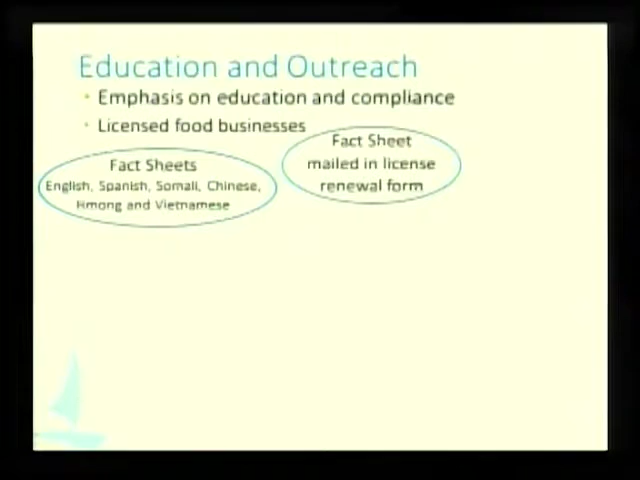 Education and Outreach
Emphasis on education and compliance
Licensed food businesses
Fact Sheet
mailed in license
renewal form
Fact Sheets
English, Spanish, Somali, Chinese,
Hmong and Vietnamese